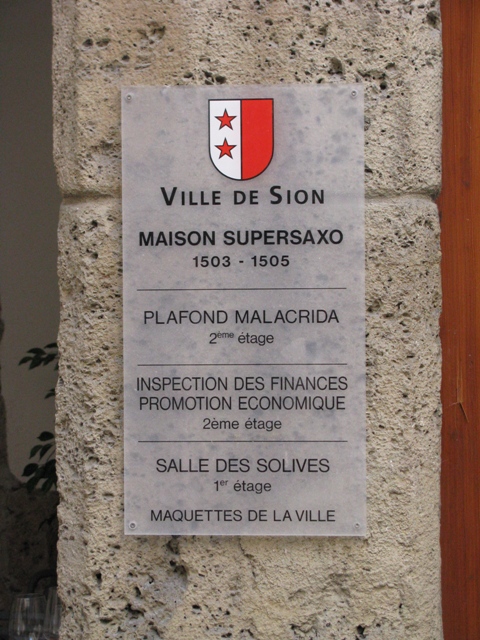 VILLE DE SION
MAISON SUPERSAXO
1503 - 1505
PLAFOND MALACRIDA
2ème étage
INSPECTION DES FINANCES
PROMOTION ECONOMIQUE
2ème étage
SALLE DES SOLIVES
1er étage
MAQUETTES DE LA VILLE